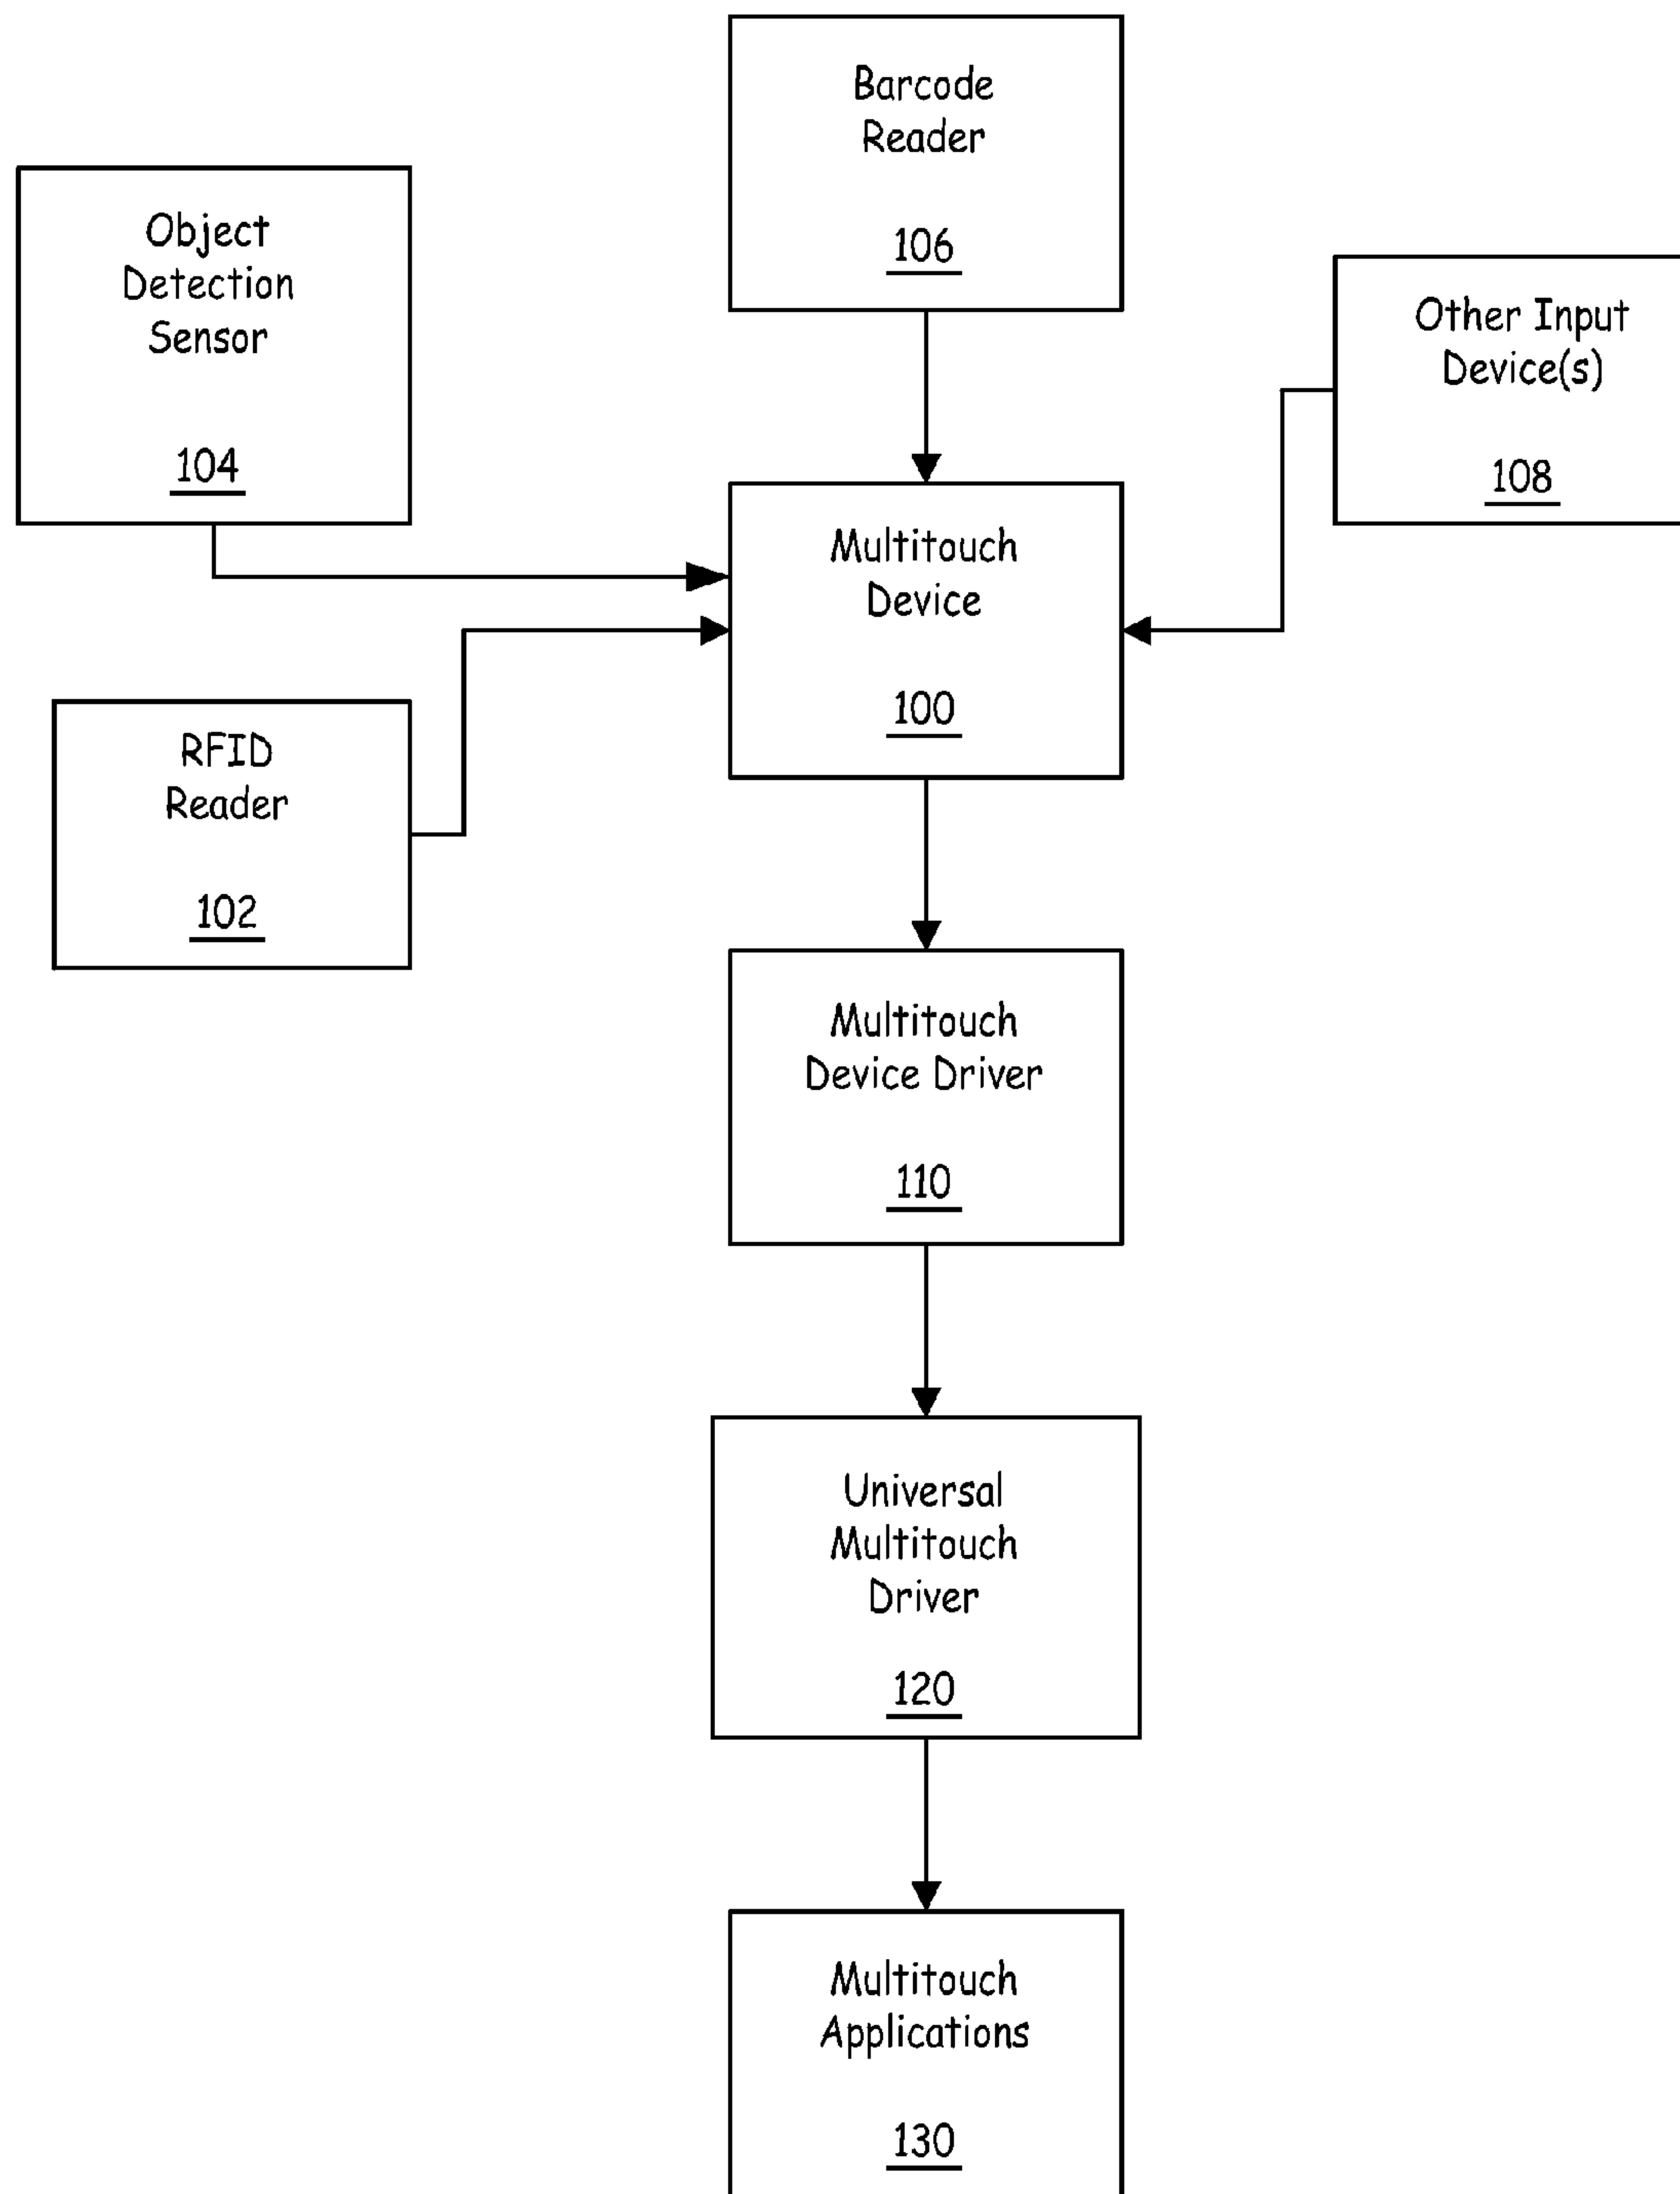 Barcode
Reader
106
Object
Detection
Sensor
104
Other Input
Device(s)
108
Multitouch
Device
100
RFID
Reader
102
Multitouch
Device Driver
110
Universal
Multitouch
Driver
120
Multitouch
Applications
130